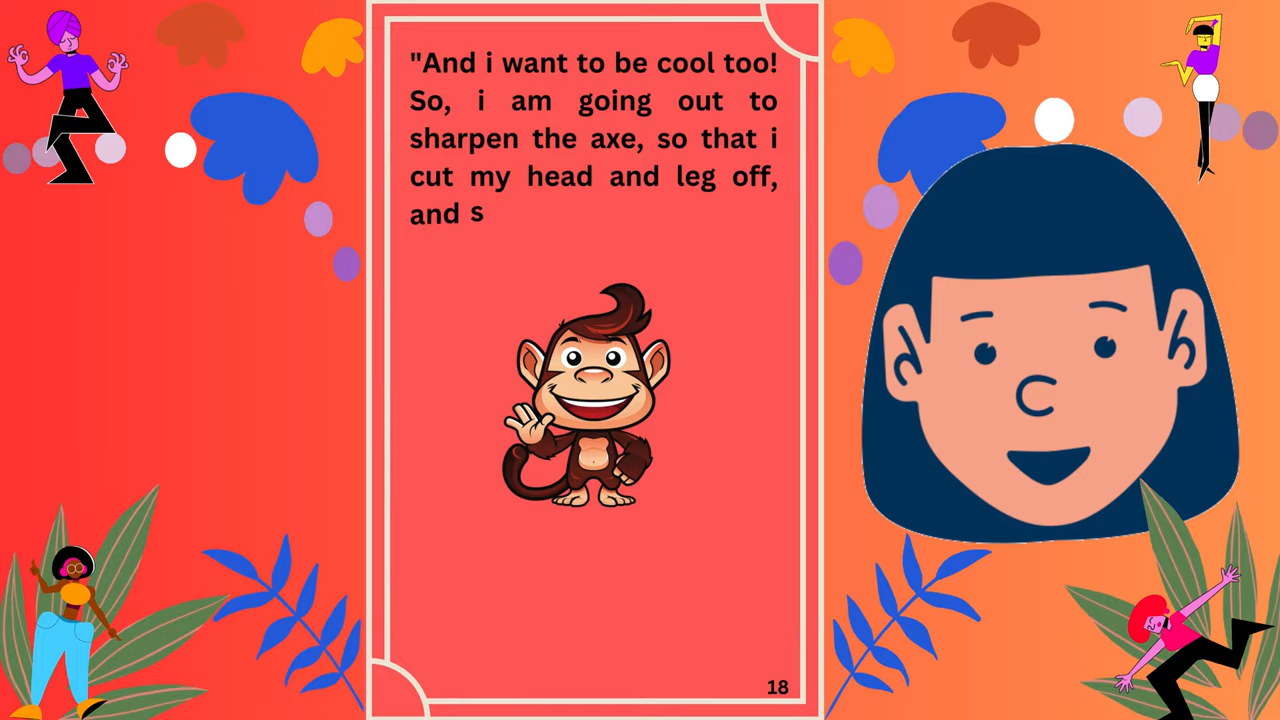 "And i want to be cool too!
So, i am going out to
sharpen the axe, so that i
cut my head and leg off,
and s
18